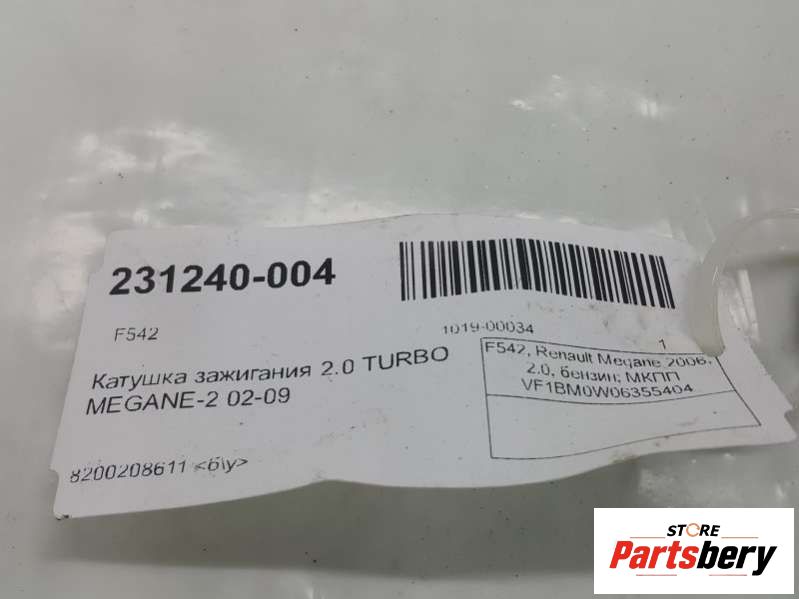 231240-004
F542
1019-00034
1
Катушка зажигания 2.0 TURBO
MEGANE-2 02-09
F542, Renault Megane 2006,
2.0, бензин; МКПП
VF1BM0W06355404
8200208611 <б\у>
STORE
Partsbery